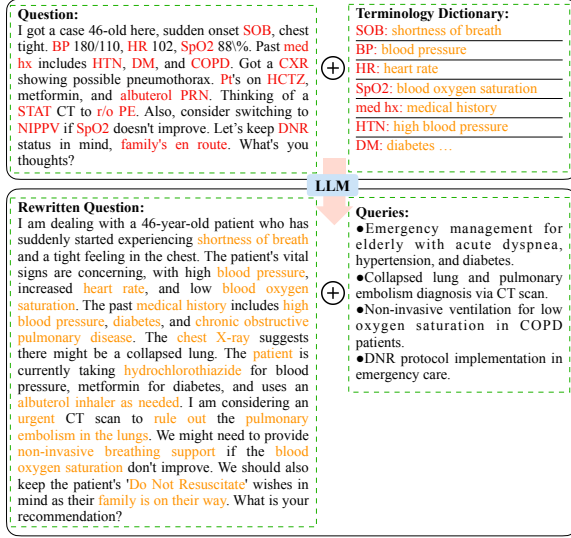 Question:
I got a case 46-old here, sudden onset SOB, chest
tight. BP 180/110, HR 102, SpO2 88\%. Past med
hx includes HTN, DM, and COPD. Got a CXR
showing possible pneumothorax. Pt's on HCTZ,
metformin, and albuterol PRN. Thinking of a
STAT CT to r/o PE. Also, consider switching to
NIPPV if SpO2 doesn't improve. Let's keep DNR
status in mind, family's en route. What's you
thoughts?
Terminology Dictionary:
SOB: shortness of breath
BP: blood pressure
HR: heart rate
SpO2: blood oxygen saturation
med hx: medical history
HTN: high blood pressure
DM: diabetes ...
LLM
Rewritten Question:
I am dealing with a 46-year-old patient who has
suddenly started experiencing shortness of breath
and a tight feeling in the chest. The patient's vital
signs are concerning, with high blood pressure,
increased heart rate, and low blood oxygen
saturation. The past medical history includes high
blood pressure, diabetes, and chronic obstructive
pulmonary disease. The chest X-ray suggests
there might be a collapsed lung. The patient is
currently taking hydrochlorothiazide for blood
pressure, metformin for diabetes, and uses an
albuterol inhaler as needed. I am considering an
urgent CT scan to rule out the pulmonary
embolism in the lungs. We might need to provide
non-invasive breathing support if the blood
oxygen saturation don't improve. We should also
keep the patient's 'Do Not Resuscitate' wishes in
mind as their family is on their way. What is your
recommendation?
Queries:
●Emergency management for
elderly with acute dyspnea,
hypertension, and diabetes.
●Collapsed lung and pulmonary
embolism diagnosis via CT scan.
●Non-invasive ventilation for low
oxygen saturation in COPD
patients.
●DNR protocol implementation in
emergency care.